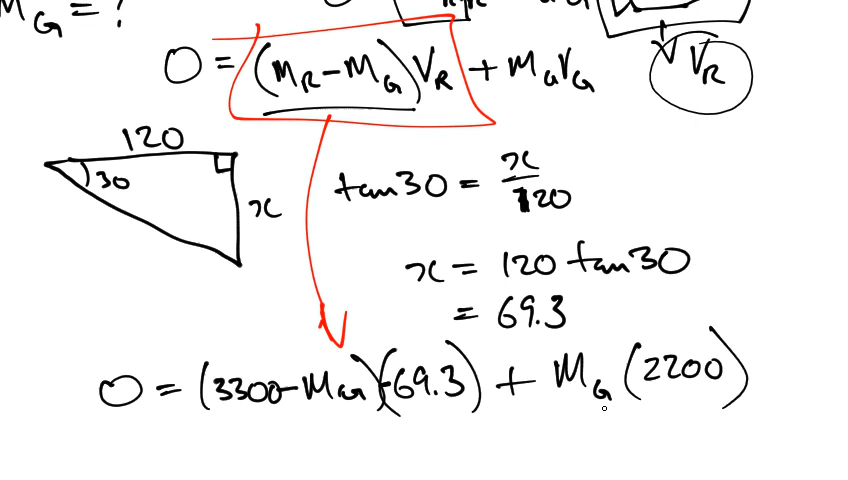 M_G = ?
0 = (M_R - M_G) V_R + M_G V_G
V_R
120
30
x
tan30 = x/120
x = 120 tan30
= 69.3
0 = (3300 - M_G)(-69.3) + M_G (2200)